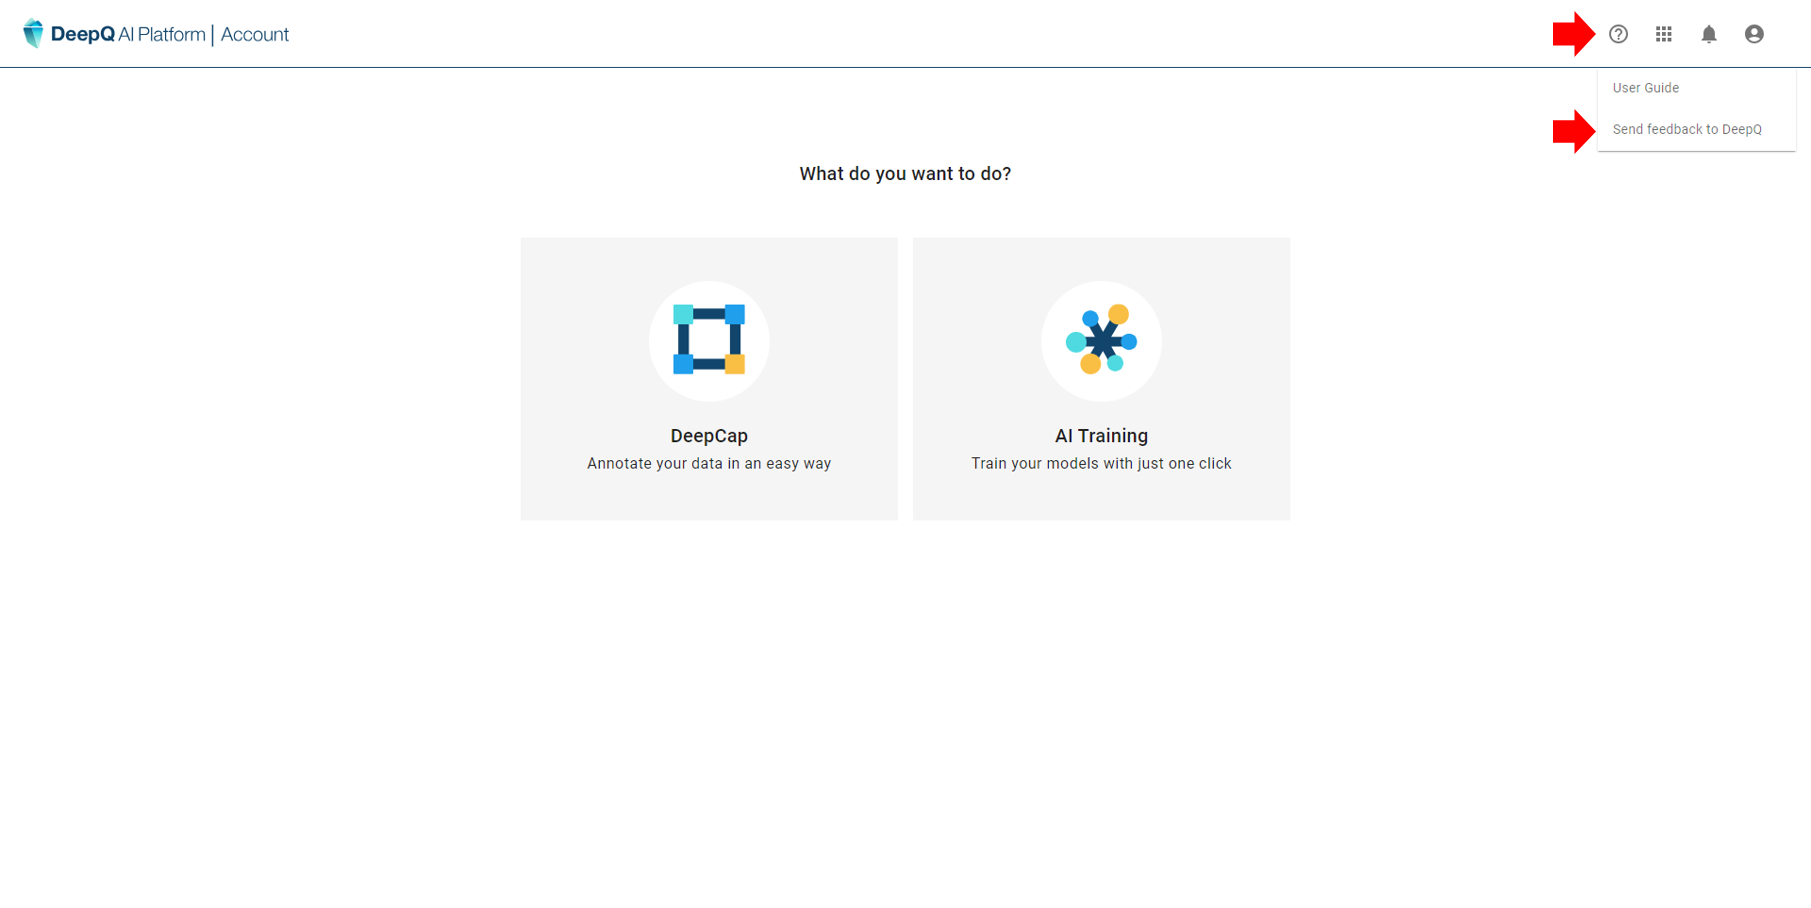 DeepQ AI Platform | Account
User Guide
Send feedback to DeepQ
What do you want to do?
DeepCap
Annotate your data in an easy way
AI Training
Train your models with just one click